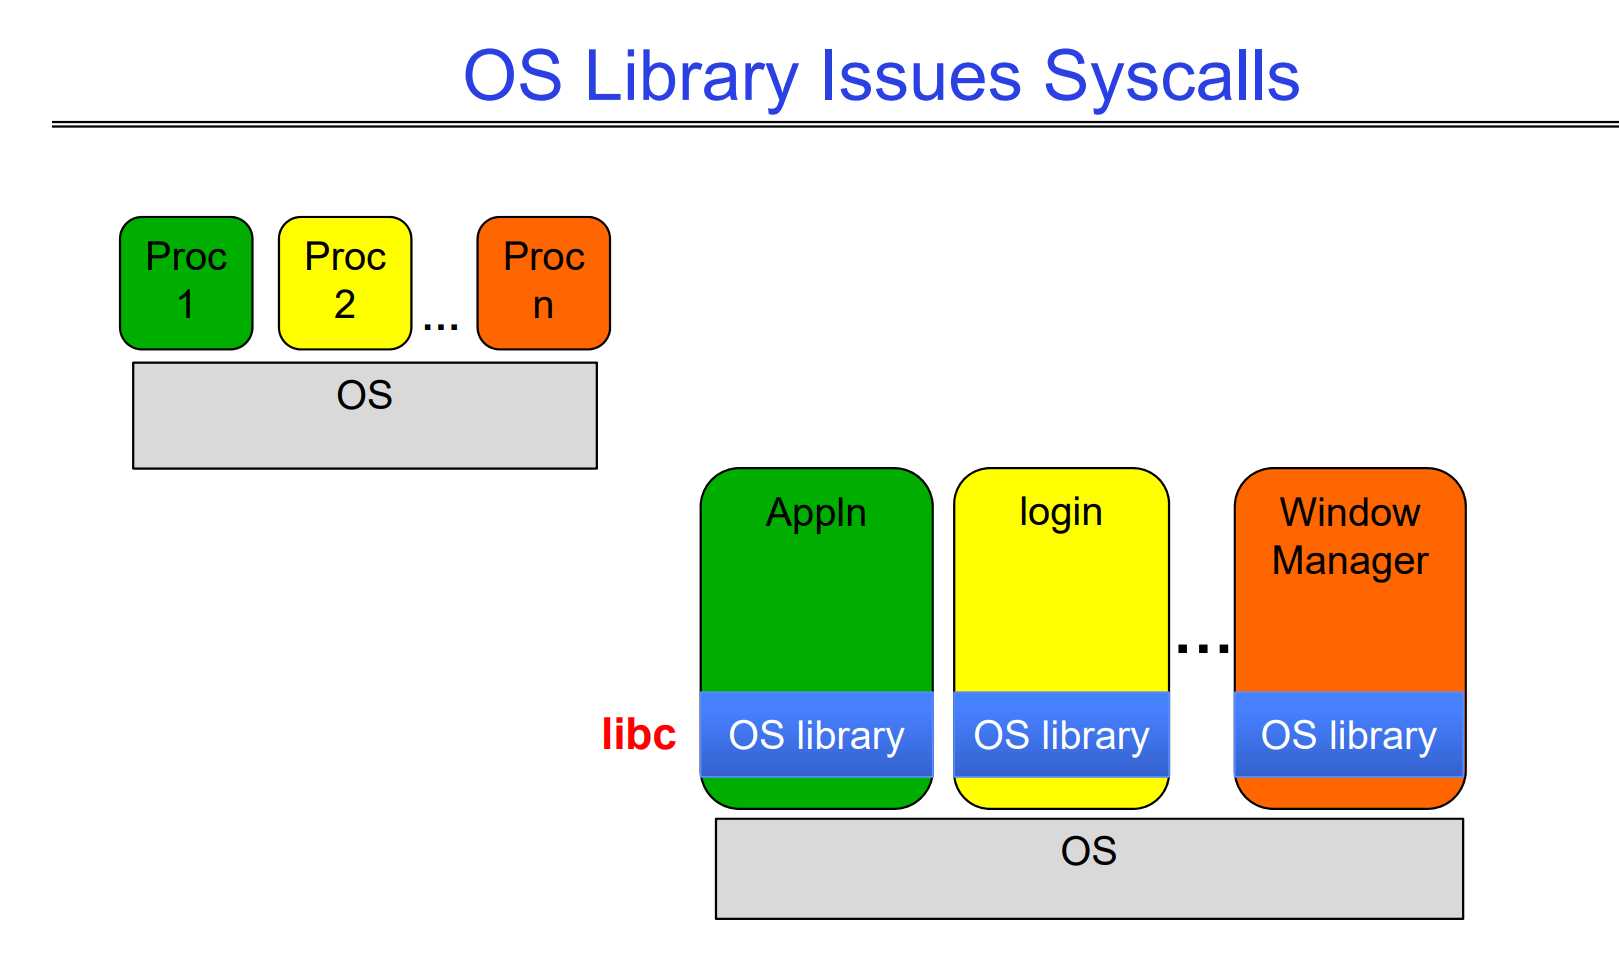 OS Library Issues Syscalls
Proc
1
Proc
2
...
Proc
n
OS
Appln
login
...
Window
Manager
libc
OS library
OS library
OS library
OS